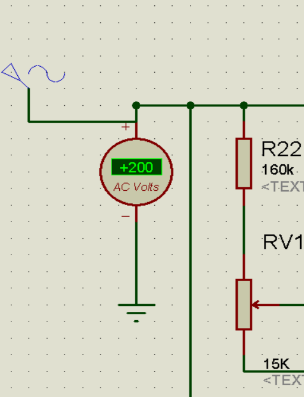 +
+200
AC Volts
−
R22
160k
<TEXT
RV1
15K
<TEXT